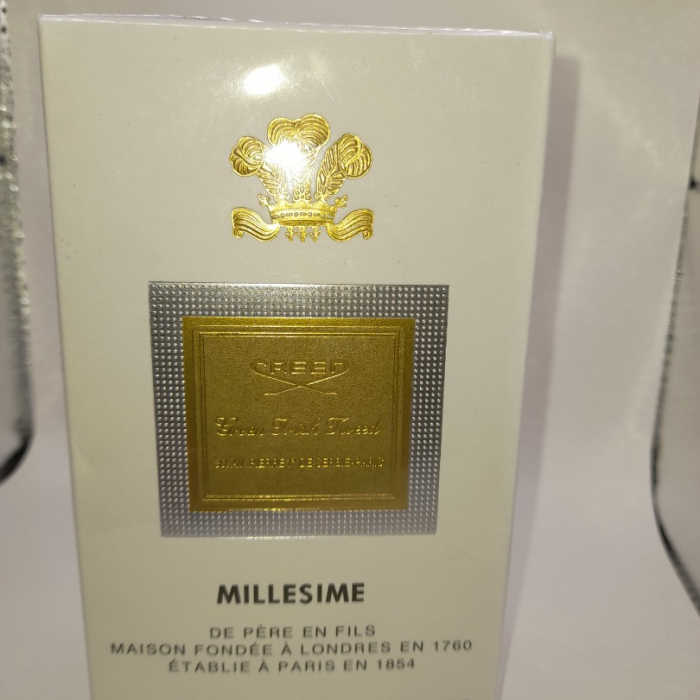 CREED
Green Irish Tweed
MILLESIME
DE PÈRE EN FILS
MAISON FONDÉE À LONDRES EN 1760
ÉTABLIE À PARIS EN 1854